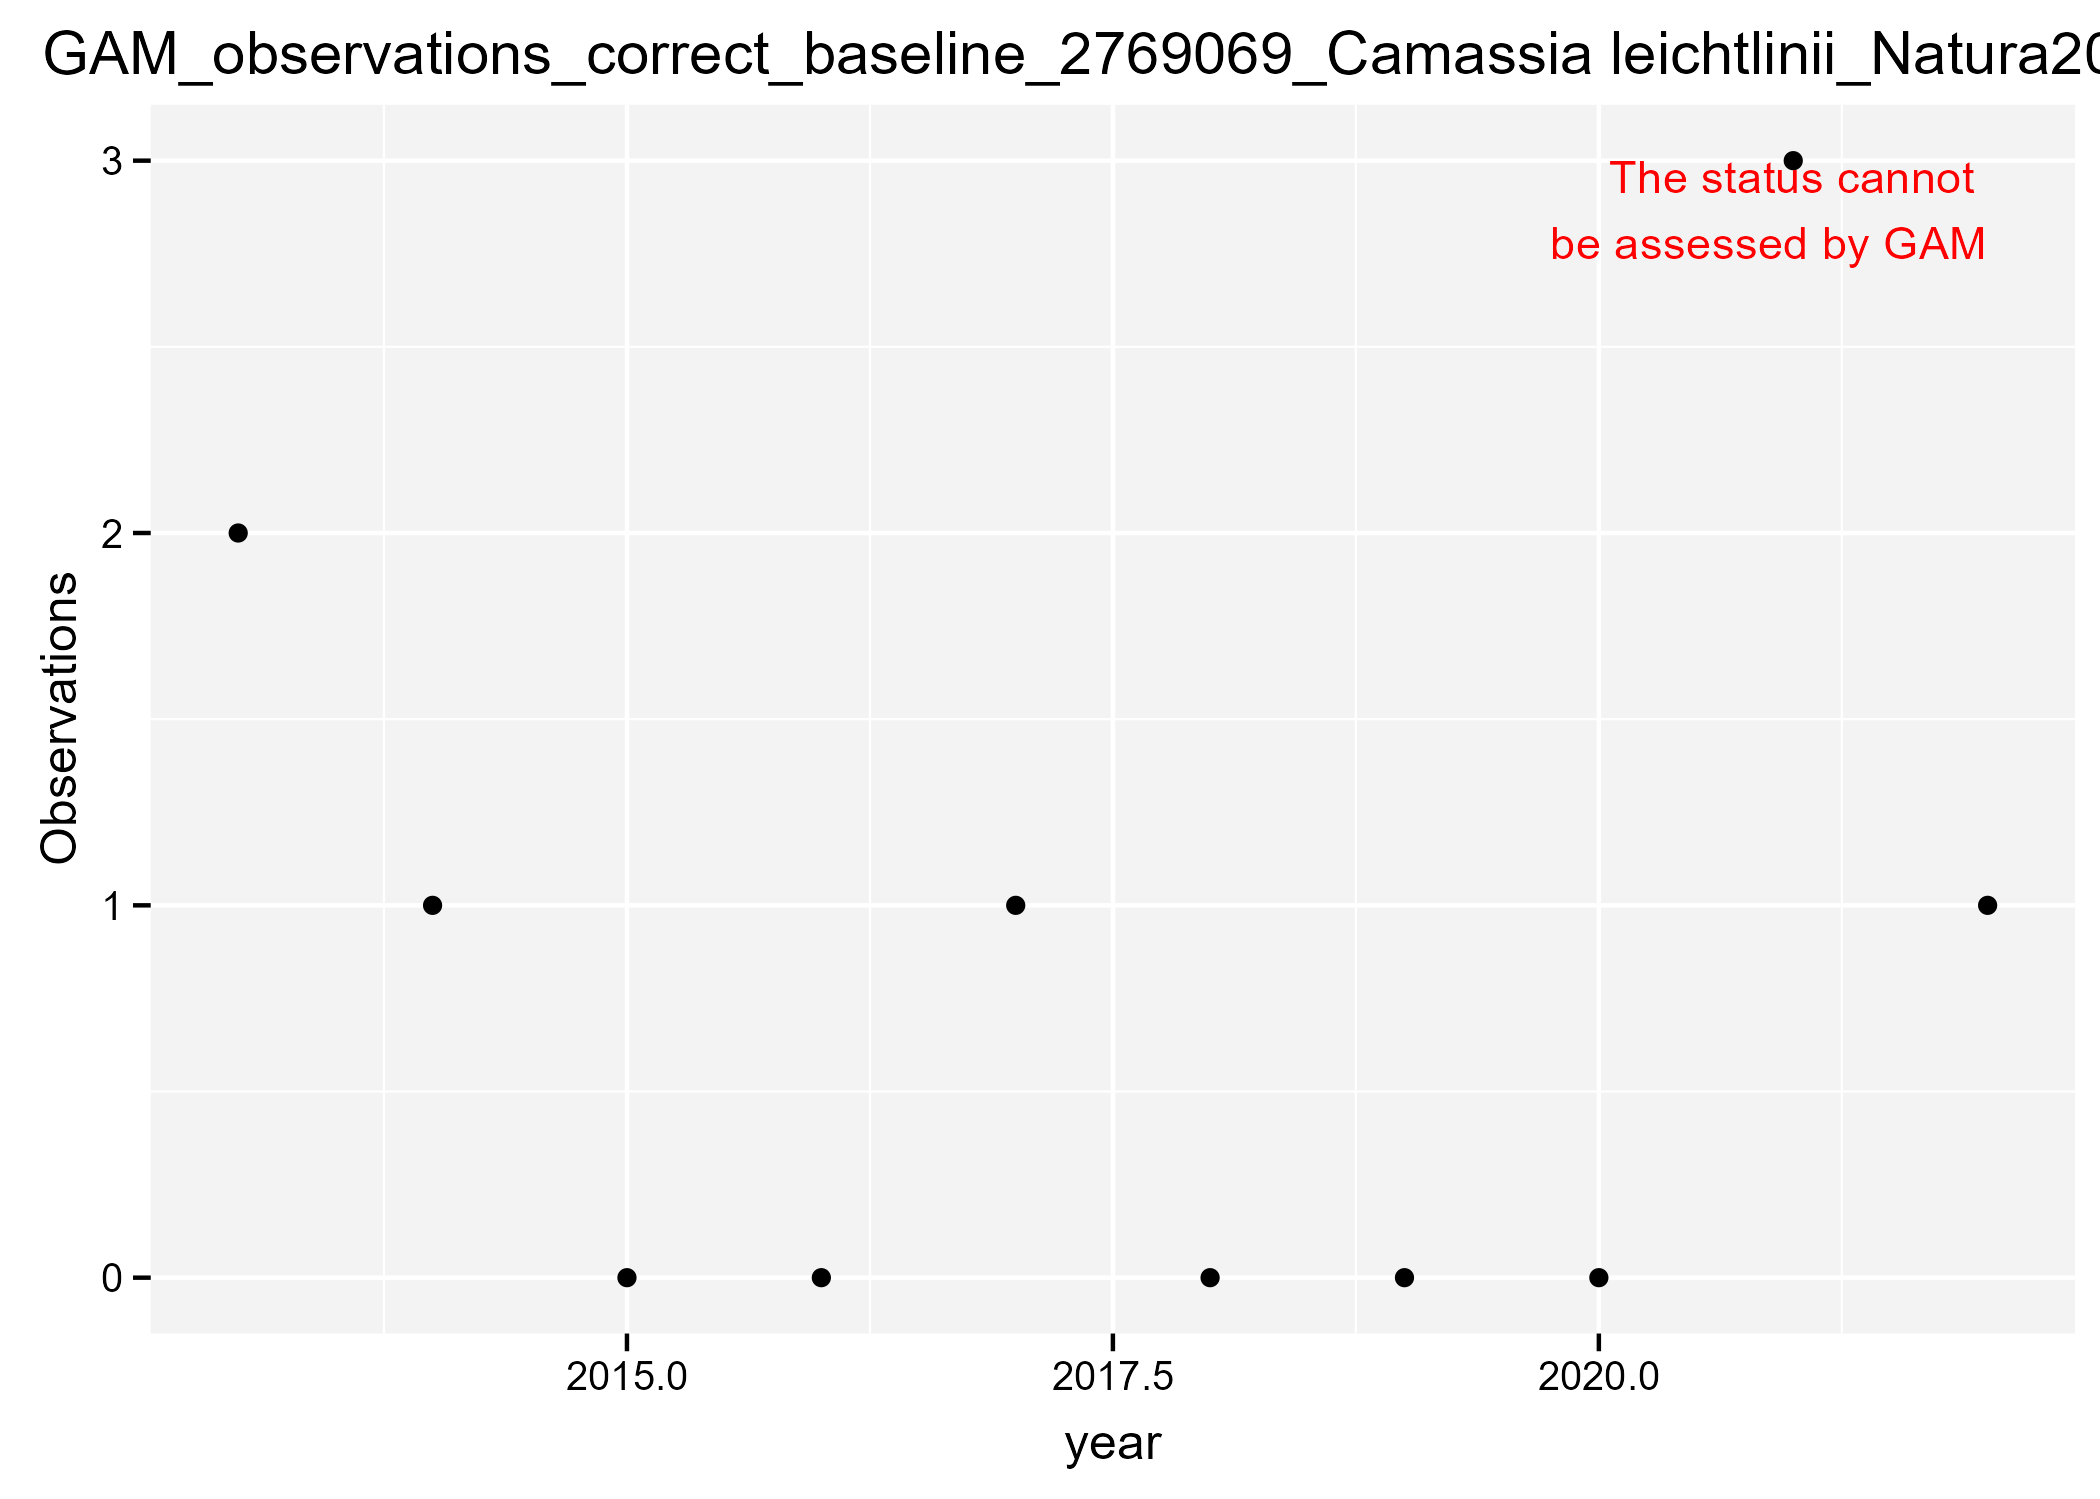 GAM_observations_correct_baseline_2769069_Camassia leichtlinii_Natura20
3
The status cannot
be assessed by GAM
2
Observations
1
0
2015.0 2017.5 2020.0
year